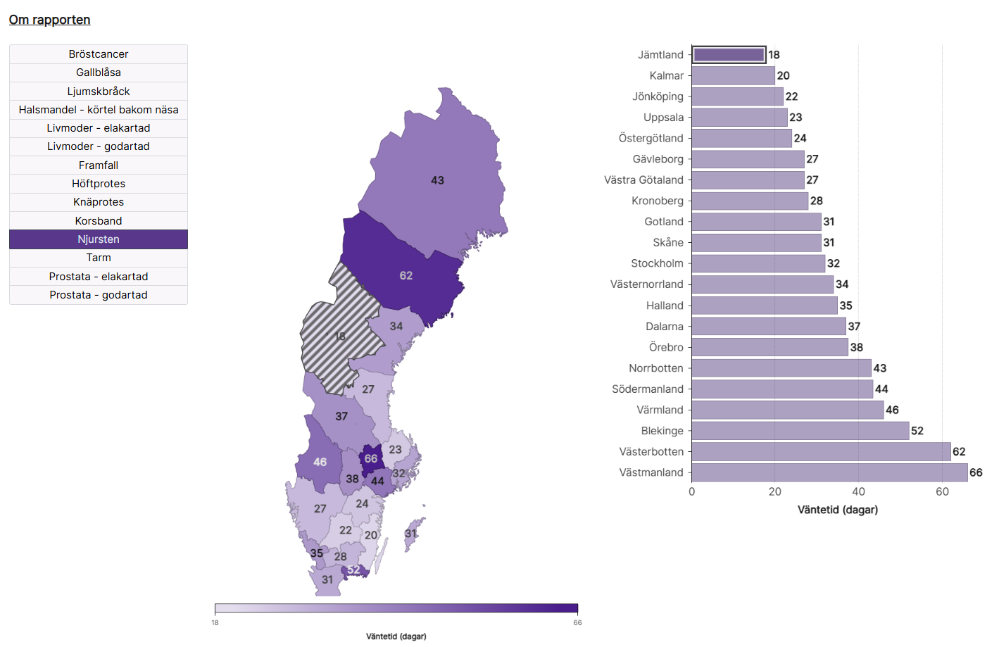 Om rapporten
Bröstcancer
Gallblåsa
Ljumskbråck
Halsmandel - körtel bakom näsa
Livmoder - elakartad
Livmoder - godartad
Framfall
Höftprotes
Knäprotes
Korsband
Njursten
Tarm
Prostata - elakartad
Prostata - godartad
43
62
34
18
27
37
23
66
46
32
38
44
24
27
22
20
31
35
28
52
31
18 66
Väntetid (dagar)
Jämtland 18
Kalmar 20
Jönköping 22
Uppsala 23
Östergötland 24
Gävleborg 27
Västra Götaland 27
Kronoberg 28
Gotland 31
Skåne 31
Stockholm 32
Västernorrland 34
Halland 35
Dalarna 37
Örebro 38
Norrbotten 43
Södermanland 44
Värmland 46
Blekinge 52
Västerbotten 62
Västmanland 66
0 20 40 60
Väntetid (dagar)